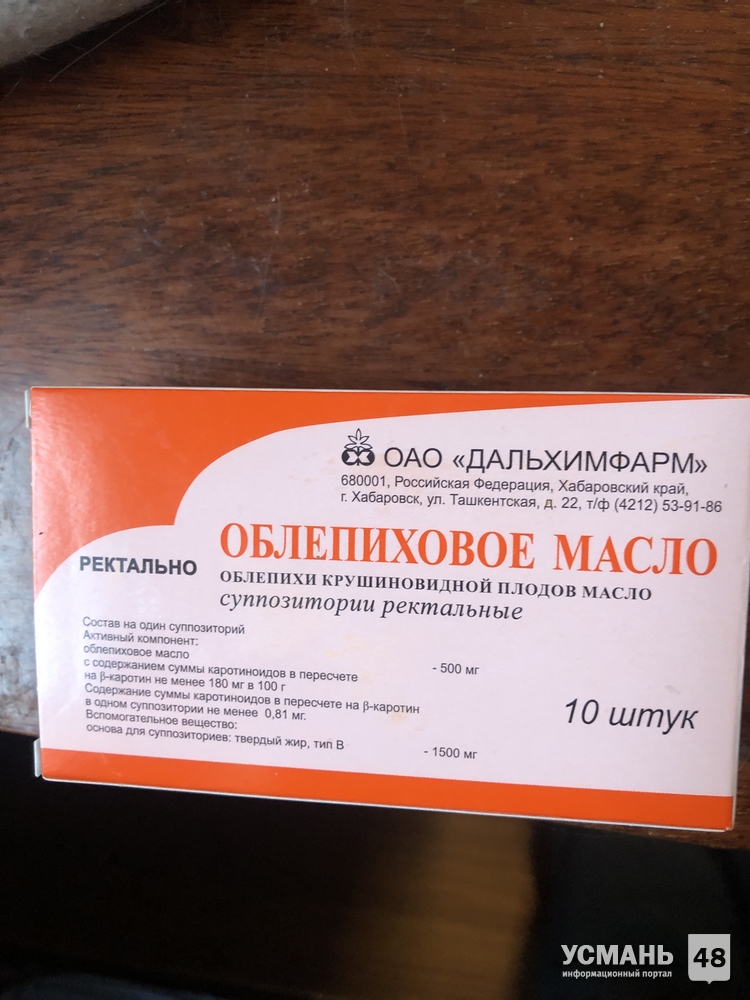 ОАО «ДАЛЬХИМФАРМ»
680001, Российская Федерация, Хабаровский край,
г. Хабаровск, ул. Ташкентская, д. 22, т/ф (4212) 53-91-86
РЕКТАЛЬНО
ОБЛЕПИХОВОЕ МАСЛО
ОБЛЕПИХИ КРУШИНОВИДНОЙ ПЛОДОВ МАСЛО
суппозитории ректальные
Состав на один суппозиторий
Активный компонент:
облепиховое масло - 500 мг
с содержанием суммы каротиноидов в пересчете
на β-каротин не менее 180 мг в 100 г
Содержание суммы каротиноидов в пересчете на β-каротин
в одном суппозитории не менее 0,81 мг.
Вспомогательное вещество:
основа для суппозиториев: твердый жир, тип В - 1500 мг
10 штук
УСМАНЬ 48
информационный портал